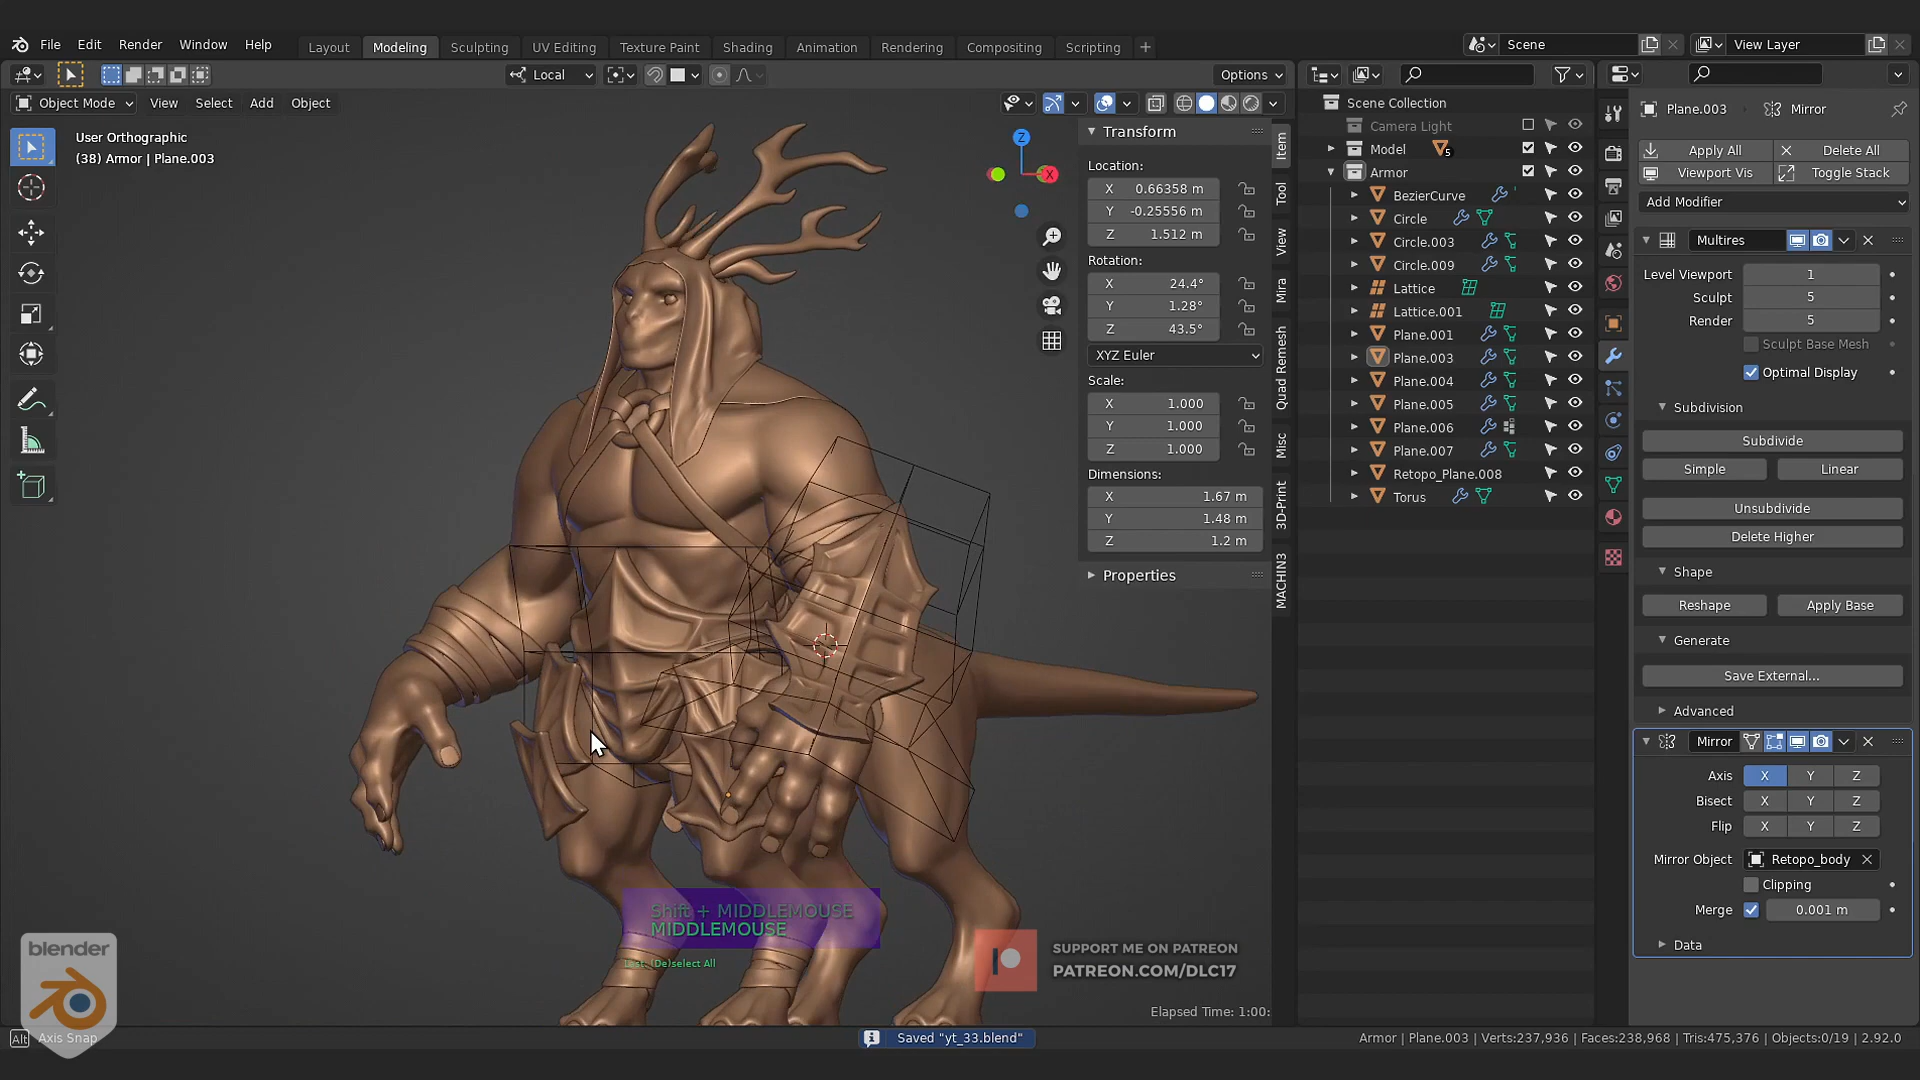 File Edit Render Window Help
Layout Modeling Sculpting UV Editing Texture Paint Shading Animation Rendering Compositing Scripting +
Scene
View Layer
Local
Options
Object Mode View Select Add Object
User Orthographic
(38) Armor | Plane.003
Z
X
Transform
Location:
X 0.66358 m
Y -0.25556 m
Z 1.512 m
Rotation:
X 24.4°
Y 1.28°
Z 43.5°
XYZ Euler
Scale:
X 1.000
Y 1.000
Z 1.000
Dimensions:
X 1.67 m
Y 1.48 m
Z 1.2 m
Properties
Item
Tool
View
Mira
Quad Remesh
Misc
3D-Print
MACHIN3
Scene Collection
Camera Light
Model 5
Armor
BezierCurve
Circle
Circle.003
Circle.009
Lattice
Lattice.001
Plane.001
Plane.003
Plane.004
Plane.005
Plane.006
Plane.007
Retopo_Plane.008
Torus
Plane.003 Mirror
Apply All Delete All
Viewport Vis Toggle Stack
Add Modifier
Multires
Level Viewport 1
Sculpt 5
Render 5
Sculpt Base Mesh
Optimal Display
Subdivision
Subdivide
Simple Linear
Unsubdivide
Delete Higher
Shape
Reshape Apply Base
Generate
Save External...
Advanced
Mirror
Axis X Y Z
Bisect X Y Z
Flip X Y Z
Mirror Object Retopo_body
Clipping
Merge 0.001 m
Data
Shift + MIDDLEMOUSE
MIDDLEMOUSE
Last: (De)select All
SUPPORT ME ON PATREON
PATREON.COM/DLC17
Elapsed Time: 1:00:
blender
Alt Axis Snap
Saved "yt_33.blend"
Armor | Plane.003 | Verts:237,936 | Faces:238,968 | Tris:475,376 | Objects:0/19 | 2.92.0